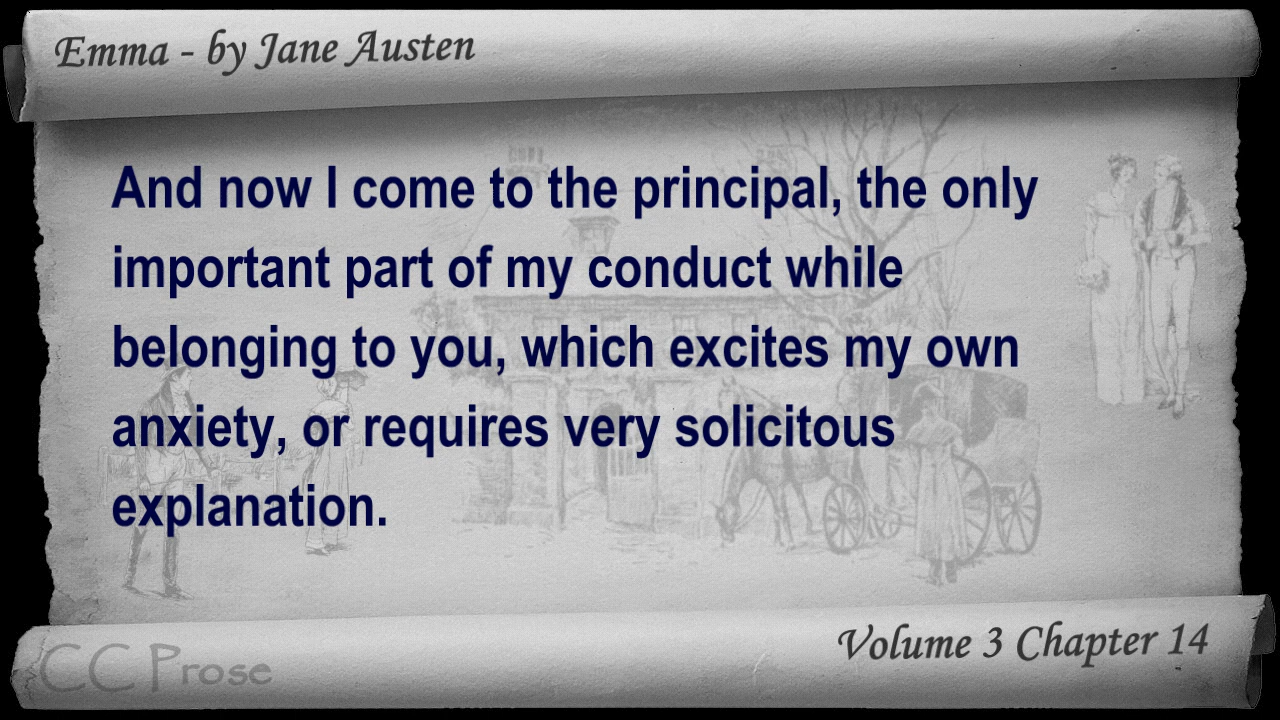 Emma - by Jane Austen
And now I come to the principal, the only
important part of my conduct while
belonging to you, which excites my own
anxiety, or requires very solicitous
explanation.
Volume 3 Chapter 14
CC Prose